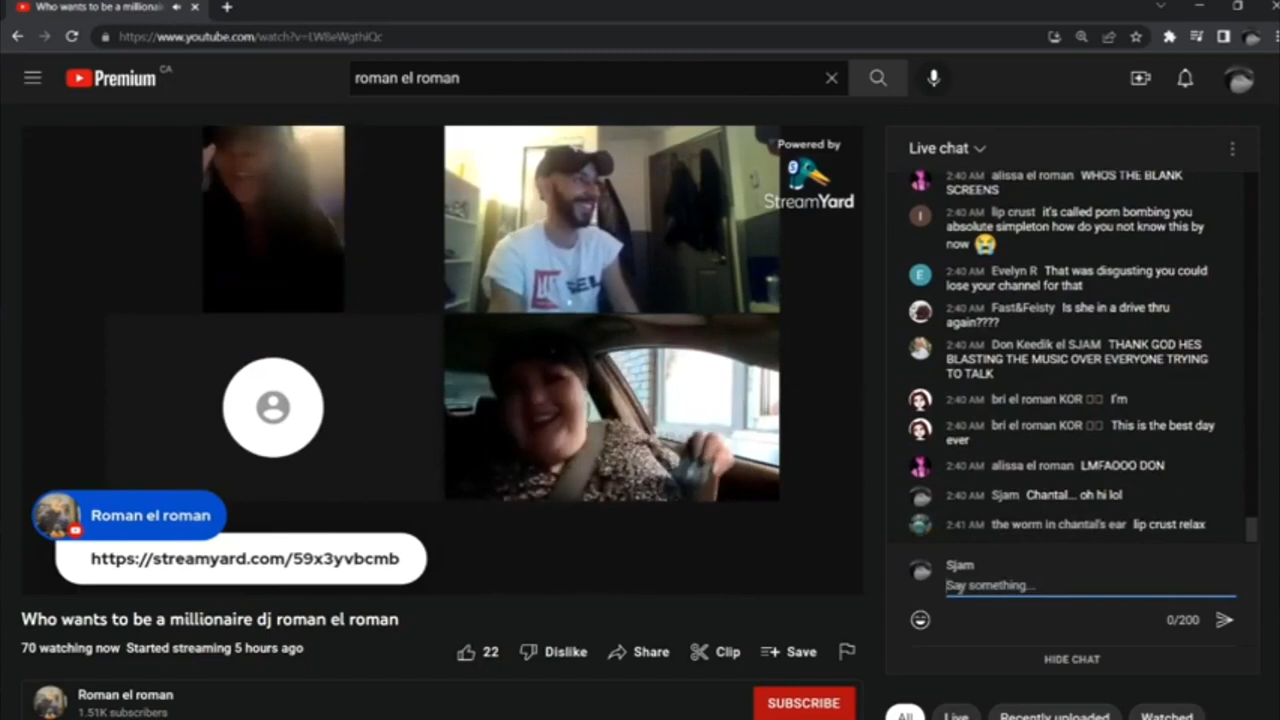 Who wants to be a milliona
https://www.youtube.com/watch?v=LW8eWgthiQc
Premium CA
roman el roman
Powered by
StreamYard
SEL
Roman el roman
https://streamyard.com/59x3yvbcmb
Who wants to be a millionaire dj roman el roman
70 watching now Started streaming 5 hours ago
22 Dislike Share Clip Save
Roman el roman
1.51K subscribers
SUBSCRIBE
Live chat
2:40 AM alissa el roman WHOS THE BLANK
SCREENS
2:40 AM lip crust it's called porn bombing you
absolute simpleton how do you not know this by
now 😭
2:40 AM Evelyn R That was disgusting you could
lose your channel for that
2:40 AM Fast&Feisty Is she in a drive thru
again????
2:40 AM Don Keedik el SJAM THANK GOD HES
BLASTING THE MUSIC OVER EVERYONE TRYING
TO TALK
2:40 AM bri el roman KOR I'm
2:40 AM bri el roman KOR This is the best day
ever
2:40 AM alissa el roman LMFAOOO DON
2:40 AM Sjam Chantal... oh hi lol
2:41 AM the worm in chantal's ear lip crust relax
Sjam
Say something...
0/200
HIDE CHAT
All Live Recently uploaded Watched